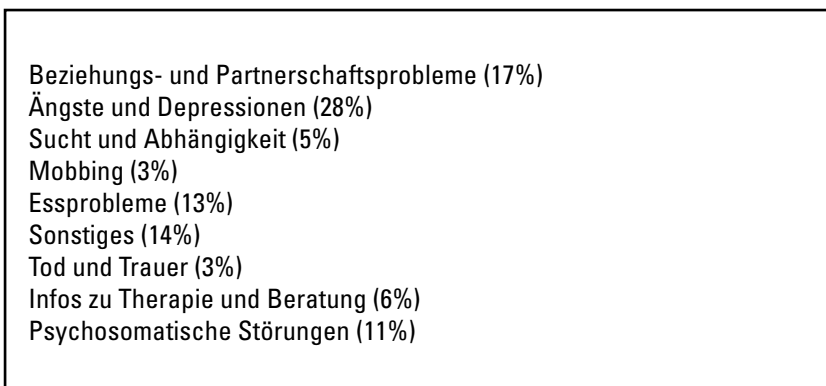 Beziehungs- und Partnerschaftsprobleme (17%)
Ängste und Depressionen (28%)
Sucht und Abhängigkeit (5%)
Mobbing (3%)
Essprobleme (13%)
Sonstiges (14%)
Tod und Trauer (3%)
Infos zu Therapie und Beratung (6%)
Psychosomatische Störungen (11%)